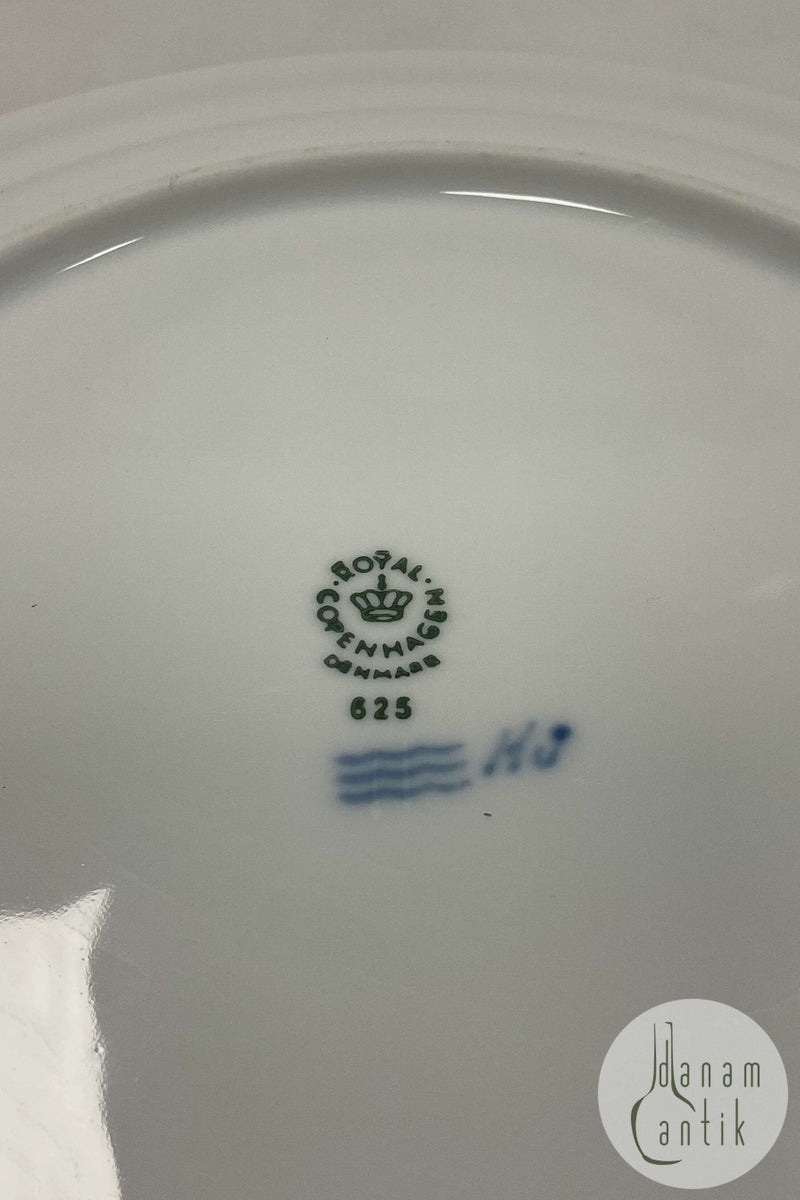 ROYAL
COPENHAGEN
DENMARK
625
danam
antik